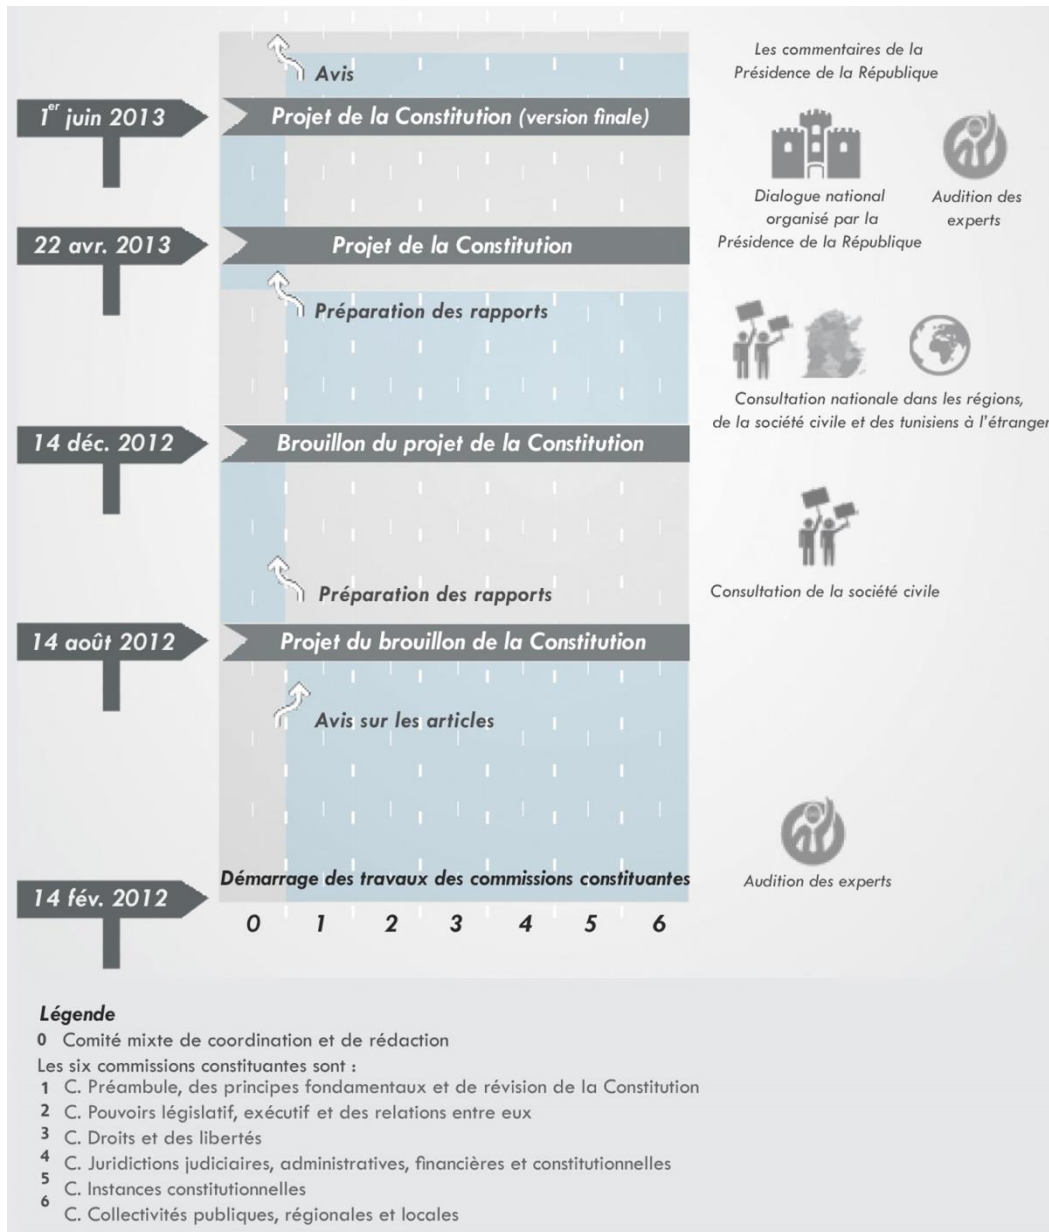 Avis
Les commentaires de la
Présidence de la République
1er juin 2013
Projet de la Constitution (version finale)
Dialogue national
organisé par la
Présidence de la République
Audition des
experts
22 avr. 2013
Projet de la Constitution
Préparation des rapports
Consultation nationale dans les régions,
de la société civile et des tunisiens à l'étranger
14 déc. 2012
Brouillon du projet de la Constitution
Préparation des rapports
Consultation de la société civile
14 août 2012
Projet du brouillon de la Constitution
Avis sur les articles
Audition des experts
14 fév. 2012
Démarrage des travaux des commissions constituantes
0 1 2 3 4 5 6
Légende
0 Comité mixte de coordination et de rédaction
Les six commissions constituantes sont :
1 C. Préambule, des principes fondamentaux et de révision de la Constitution
2 C. Pouvoirs législatif, exécutif et des relations entre eux
3 C. Droits et des libertés
4 C. Juridictions judiciaires, administratives, financières et constitutionnelles
5 C. Instances constitutionnelles
6 C. Collectivités publiques, régionales et locales